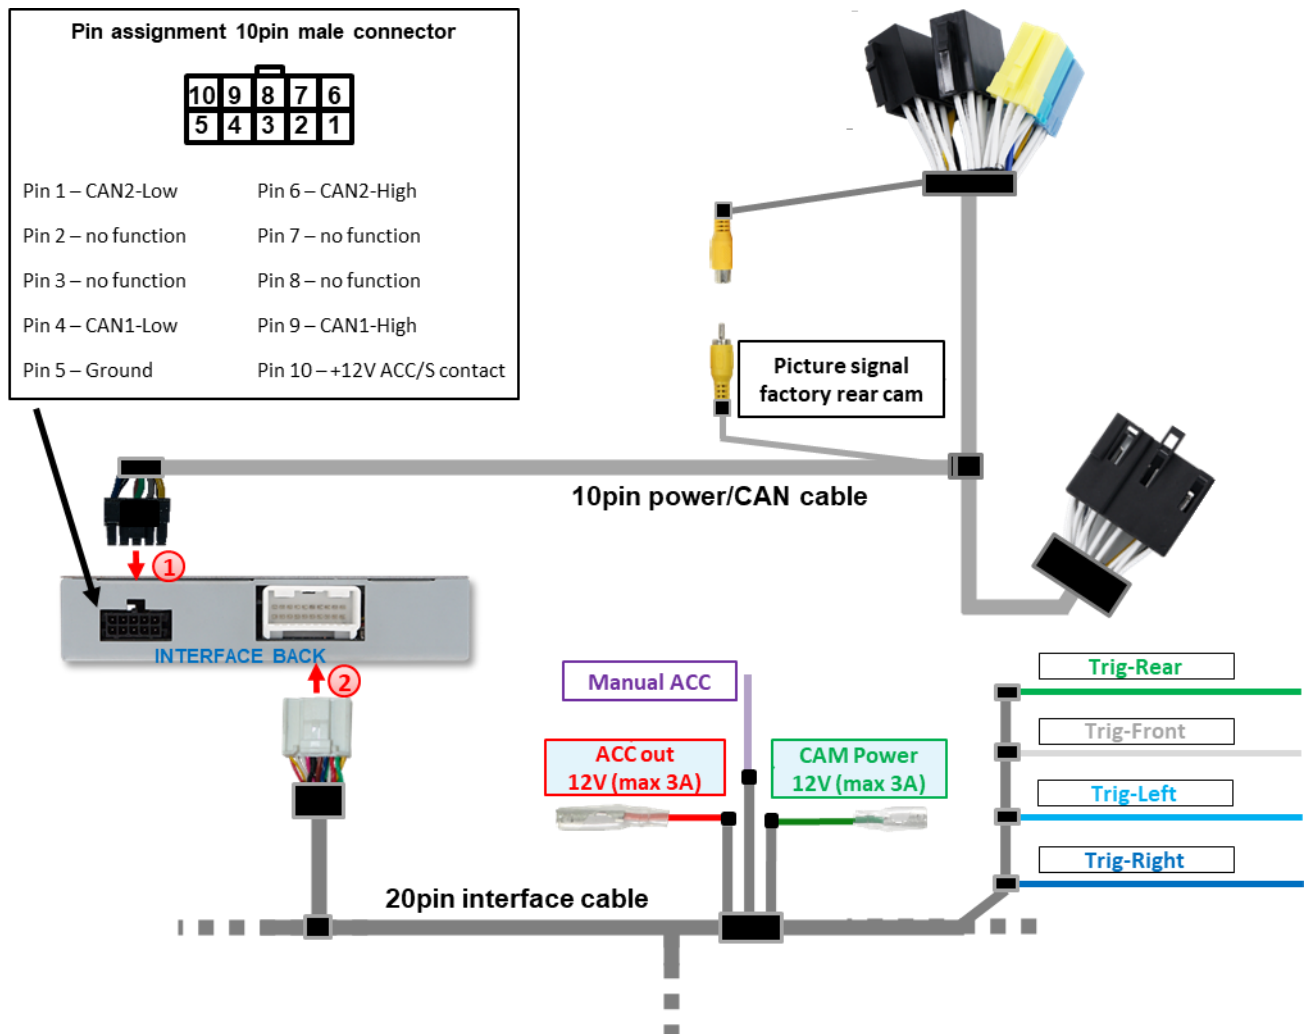 Pin assignment 10pin male connector
10 9 8 7 6
5 4 3 2 1
Pin 1 – CAN2-Low
Pin 6 – CAN2-High
Pin 2 – no function
Pin 7 – no function
Pin 3 – no function
Pin 8 – no function
Pin 4 – CAN1-Low
Pin 9 – CAN1-High
Pin 5 – Ground
Pin 10 – +12V ACC/S contact
Picture signal
factory rear cam
10pin power/CAN cable
1
INTERFACE BACK
2
Manual ACC
ACC out
12V (max 3A)
CAM Power
12V (max 3A)
Trig-Rear
Trig-Front
Trig-Left
Trig-Right
20pin interface cable